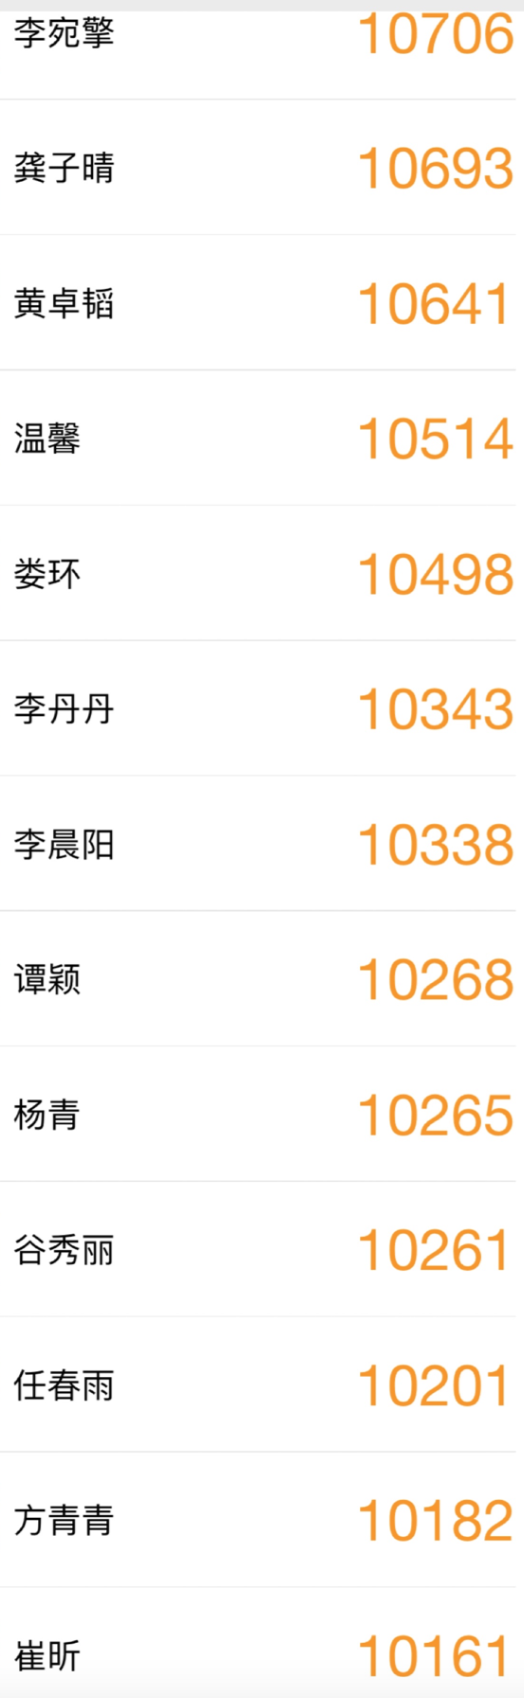 李宛擎 10706
龚子晴 10693
黄卓韬 10641
温馨 10514
娄环 10498
李丹丹 10343
李晨阳 10338
谭颖 10268
杨青 10265
谷秀丽 10261
任春雨 10201
方青青 10182
崔昕 10161